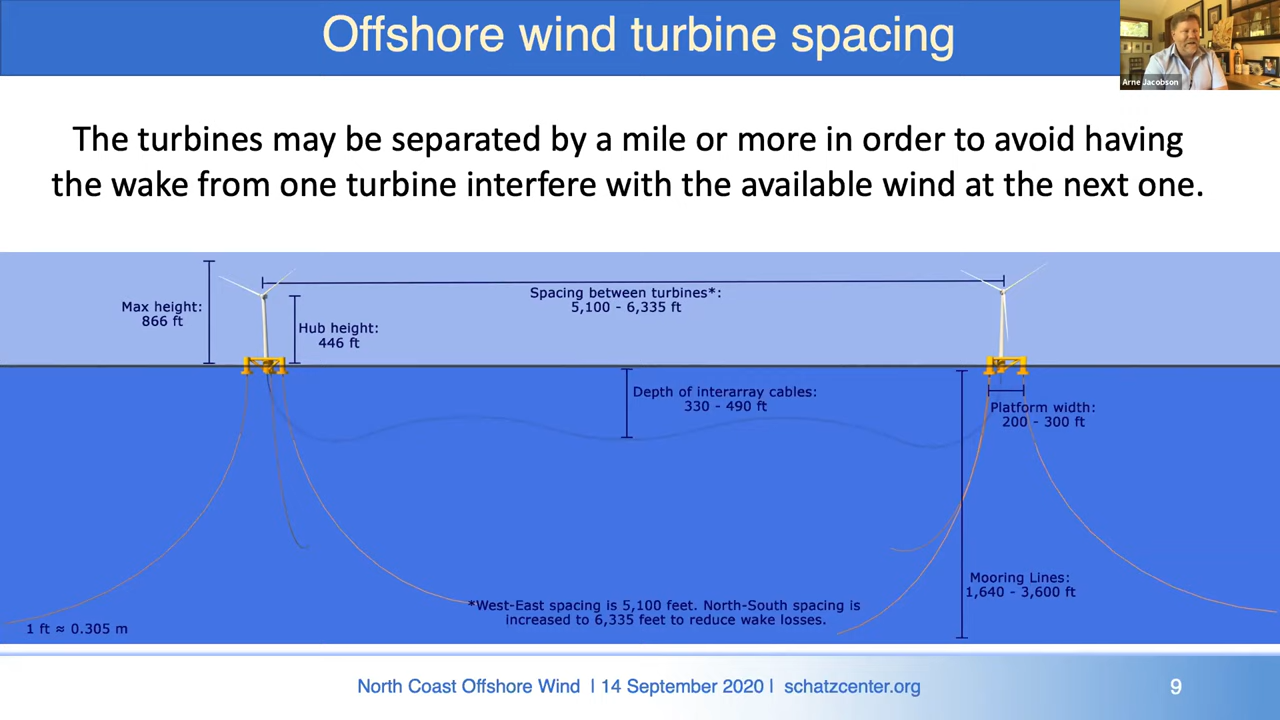 Offshore wind turbine spacing
Arne Jacobson
The turbines may be separated by a mile or more in order to avoid having
the wake from one turbine interfere with the available wind at the next one.
Max height:
866 ft
Hub height:
446 ft
Spacing between turbines*:
5,100 - 6,335 ft
Depth of interarray cables:
330 - 490 ft
Platform width:
200 - 300 ft
Mooring Lines:
1,640 - 3,600 ft
*West-East spacing is 5,100 feet. North-South spacing is
increased to 6,335 feet to reduce wake losses.
1 ft ≈ 0.305 m
North Coast Offshore Wind | 14 September 2020 | schatzcenter.org
9